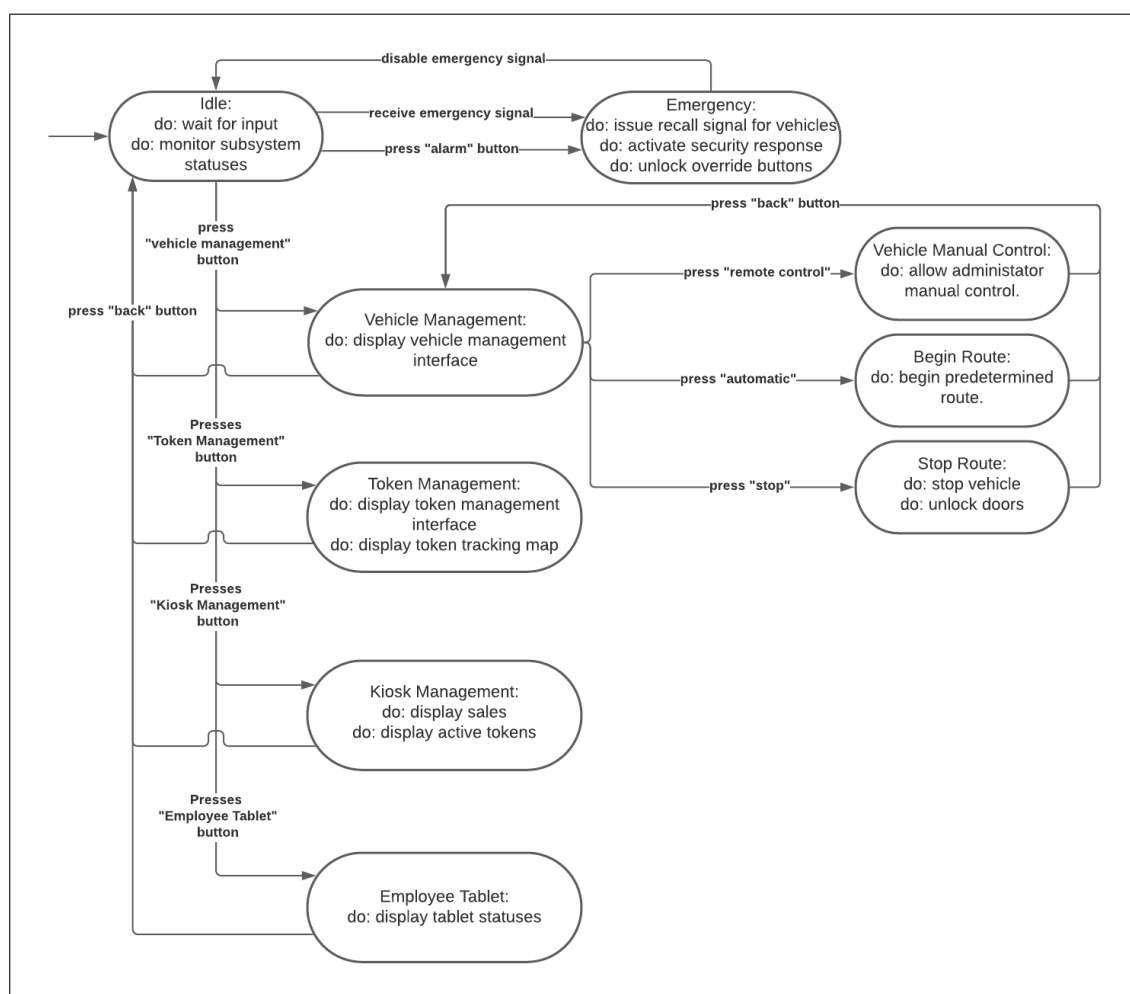 disable emergency signal
Idle:
do: wait for input
do: monitor subsystem
statuses
receive emergency signal
press "alarm" button
Emergency:
do: issue recall signal for vehicles
do: activate security response
do: unlock override buttons
press
"vehicle management"
button
press "back" button
press "back" button
Vehicle Management:
do: display vehicle management
interface
press "remote control"
Vehicle Manual Control:
do: allow administator
manual control.
press "automatic"
Begin Route:
do: begin predetermined
route.
press "stop"
Stop Route:
do: stop vehicle
do: unlock doors
Presses
"Token Management"
button
Token Management:
do: display token management
interface
do: display token tracking map
Presses
"Kiosk Management"
button
Kiosk Management:
do: display sales
do: display active tokens
Presses
"Employee Tablet"
button
Employee Tablet:
do: display tablet statuses